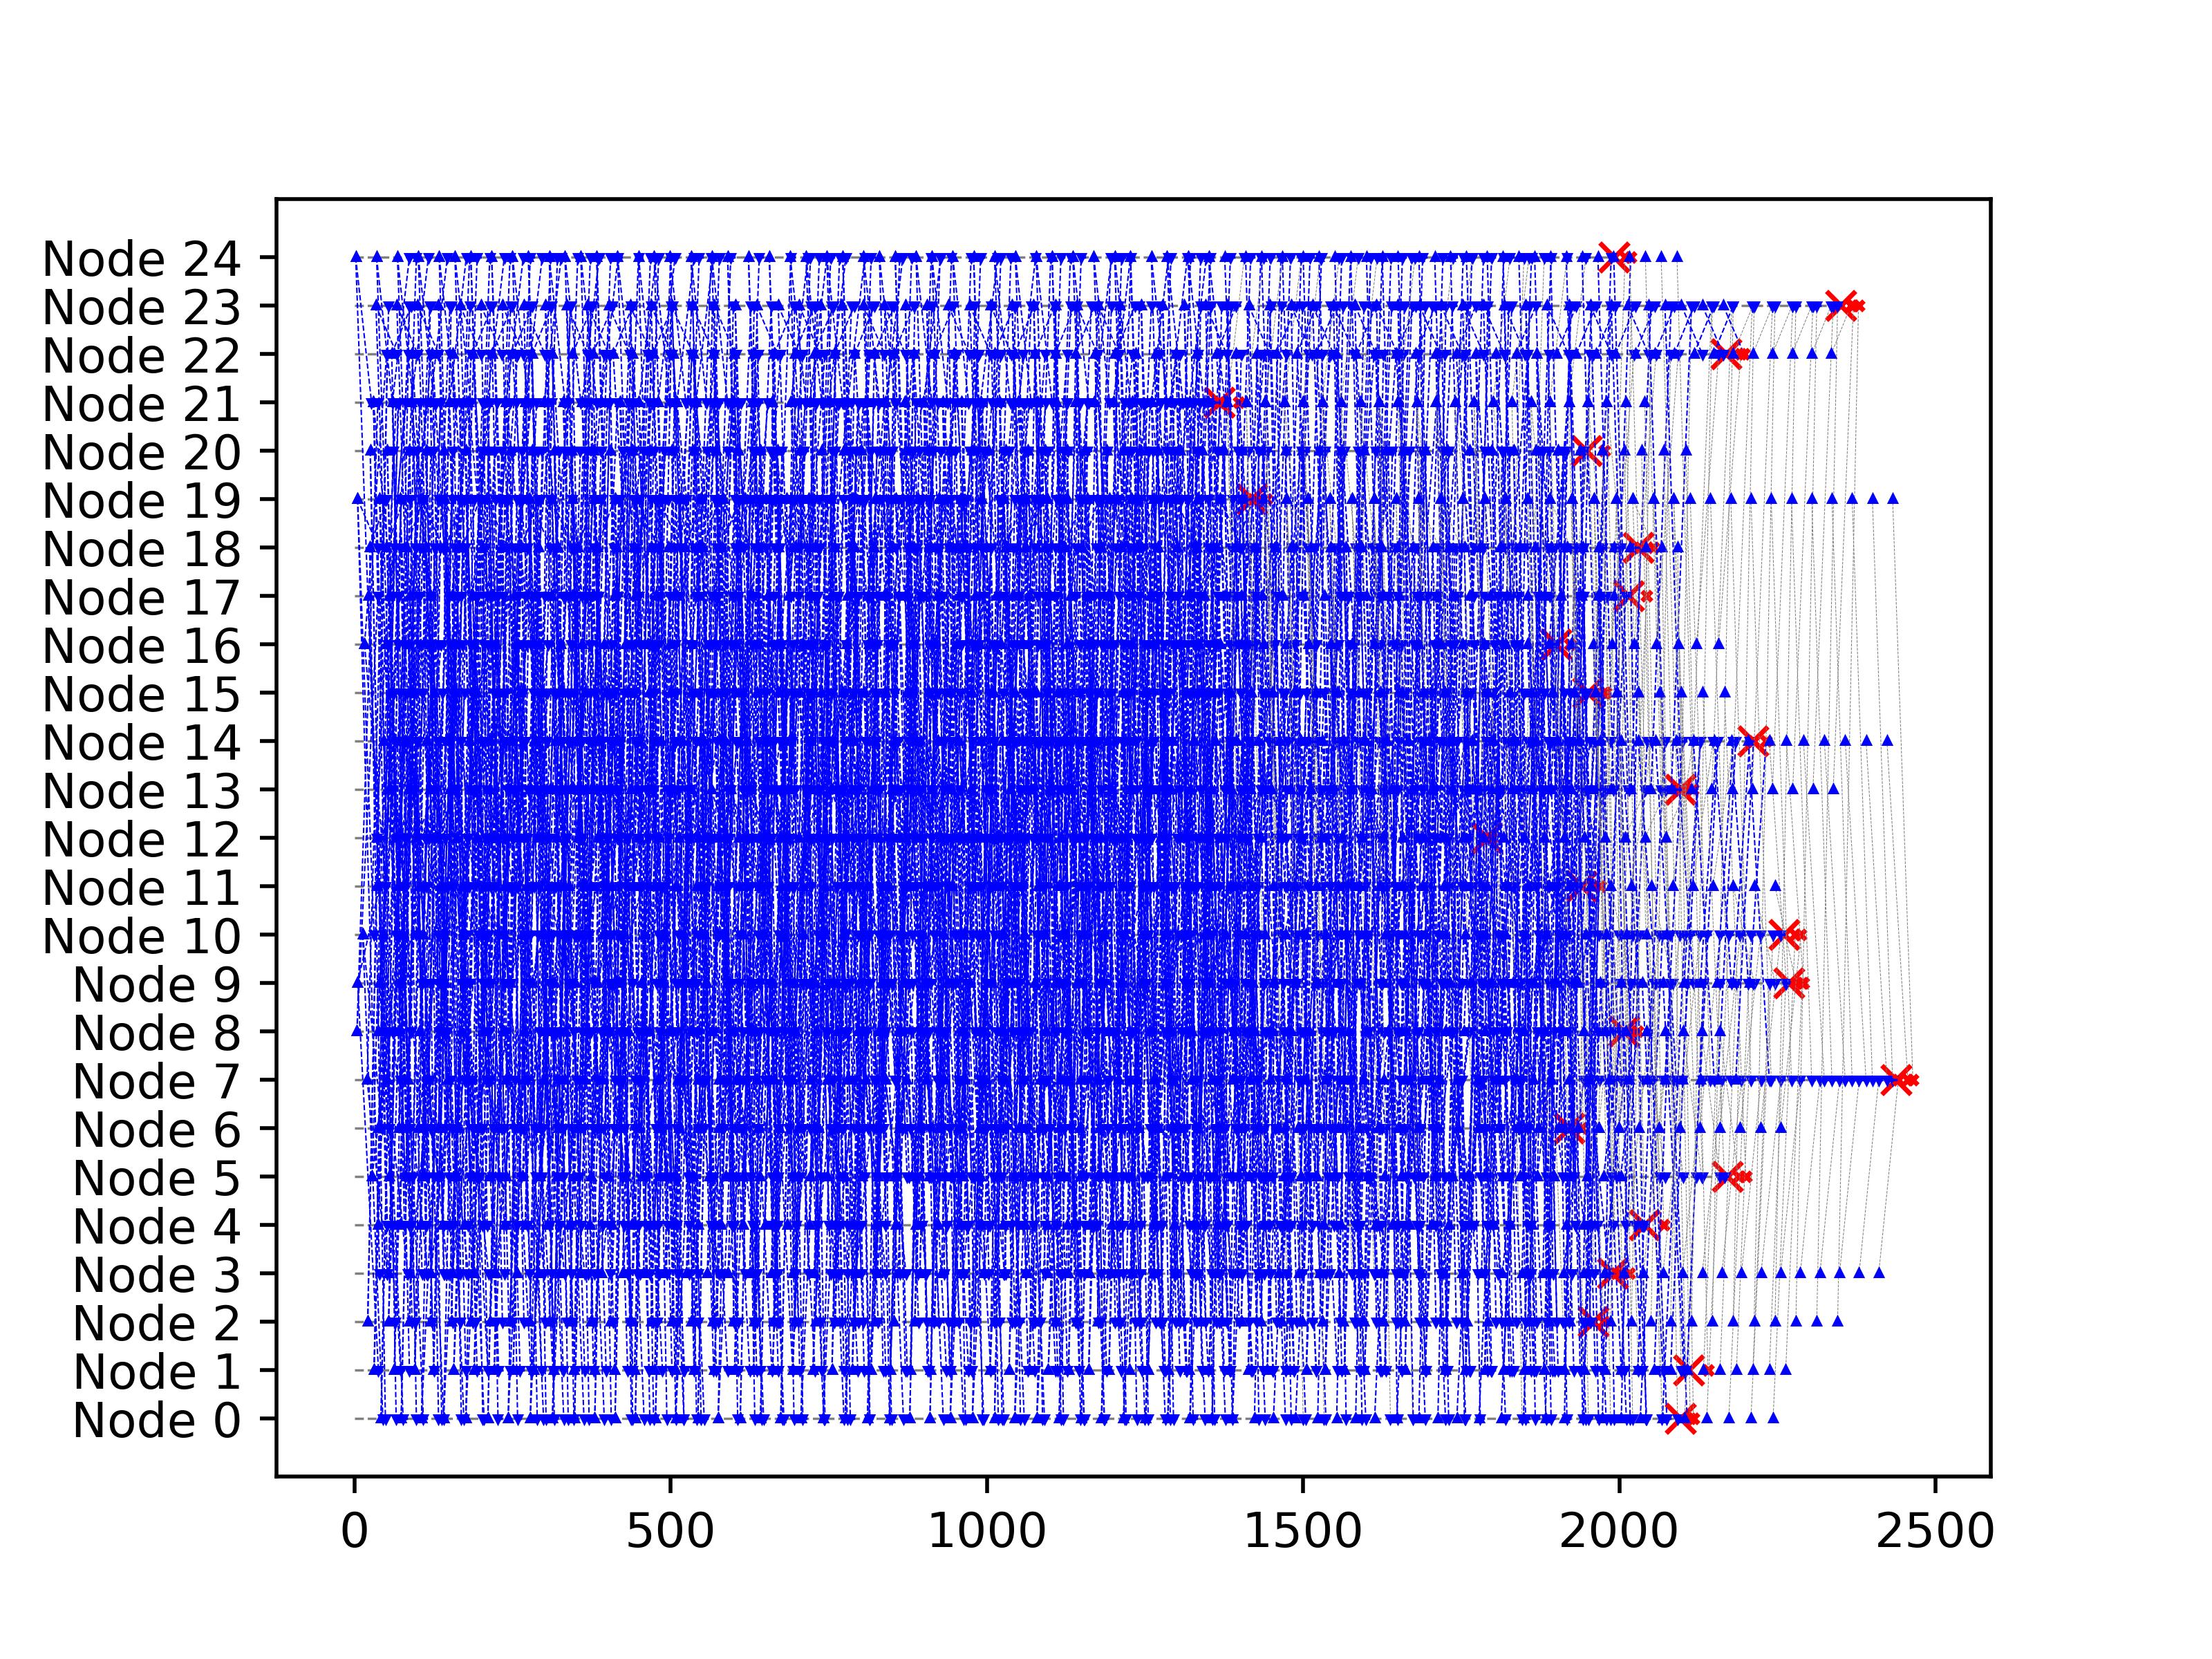 Node 24
Node 23
Node 22
Node 21
Node 20
Node 19
Node 18
Node 17
Node 16
Node 15
Node 14
Node 13
Node 12
Node 11
Node 10
Node 9
Node 8
Node 7
Node 6
Node 5
Node 4
Node 3
Node 2
Node 1
Node 0
0 500 1000 1500 2000 2500